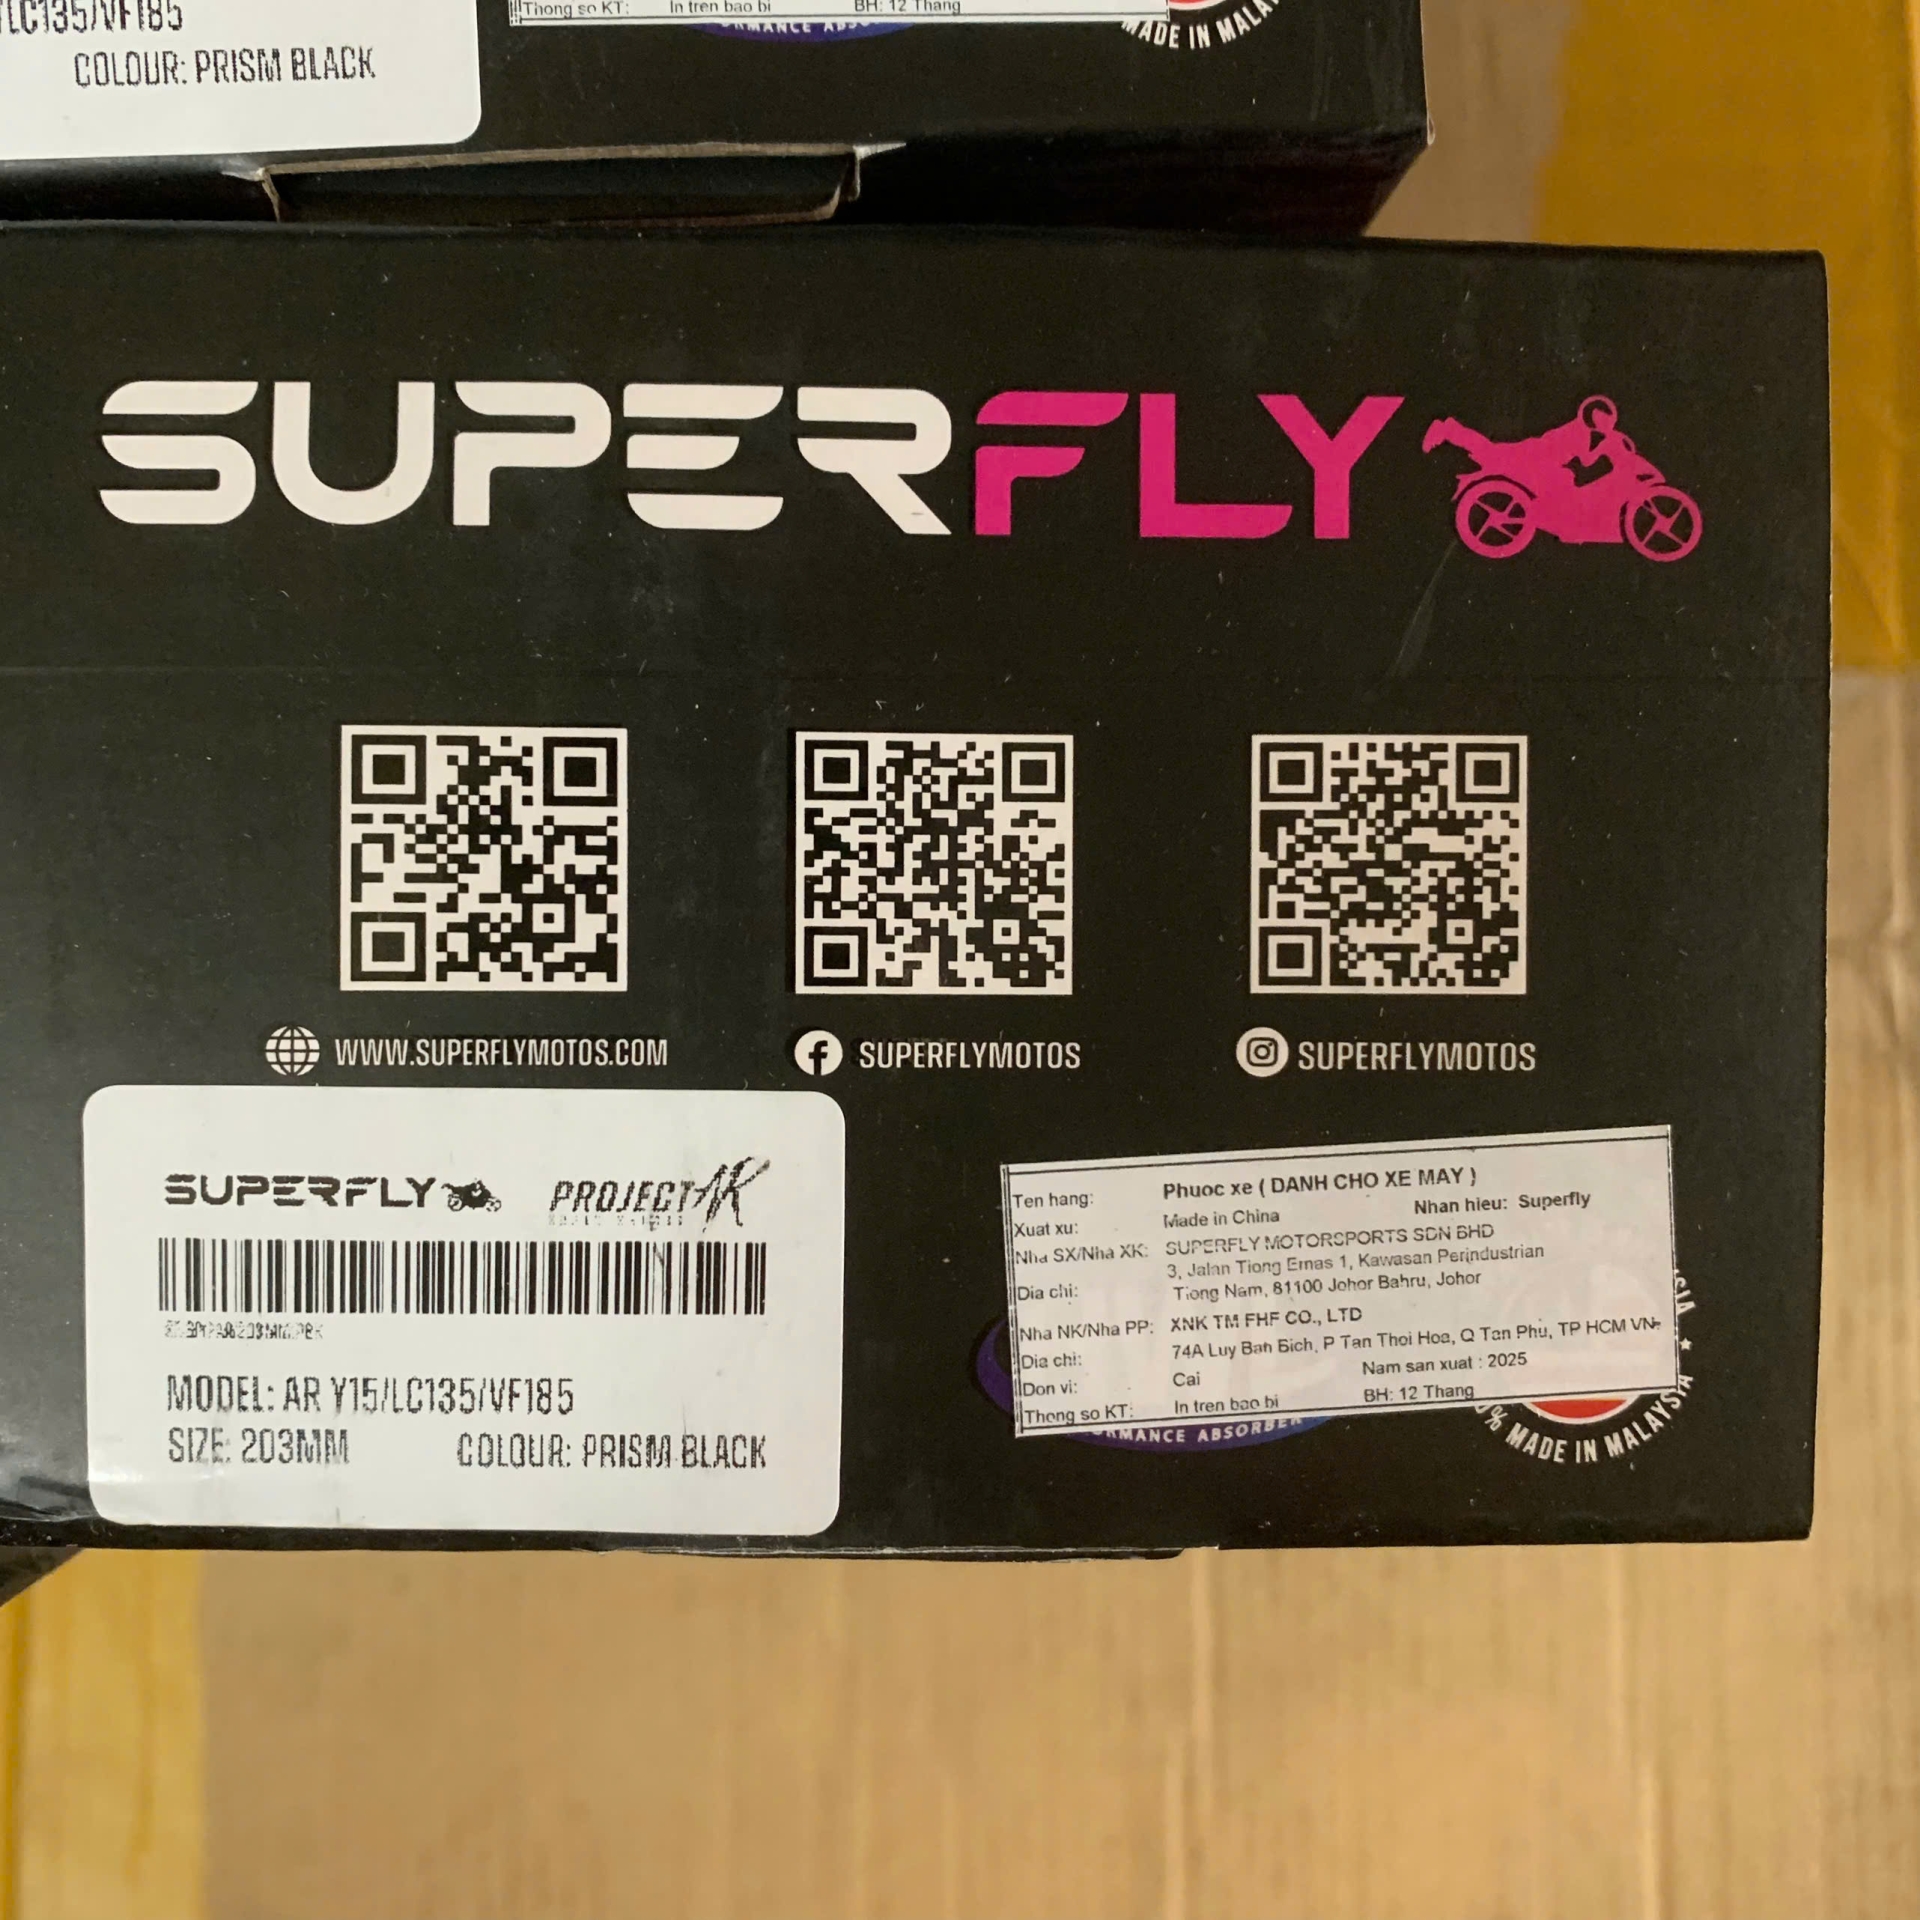 /LC135/VF185
COLOUR: PRISM BLACK
Thong so KT: In tren bao bi BH: 12 Thang
MADE IN
SUPERFLY
WWW.SUPERFLYMOTOS.COM
SUPERFLYMOTOS
SUPERFLYMOTOS
SUPERFLY PROJECT
MODEL: AR Y15/LC135/VF185
SIZE: 203MM COLOUR: PRISM BLACK
Ten hang: Phuoc xe ( DANH CHO XE MAY )
Xuat xu: Made in China Nhan hieu: Superfly
Nha SX/Nha XK: SUPERFLY MOTORSPORTS SDN BHD
Dia chi: 3, Jalan Tiong Emas 1, Kawasan Perindustrian
Tiong Nam, 81100 Johor Bahru, Johor
Nha NK/Nha PP: XNK TM FHF CO., LTD
Dia chi: 74A Luy Ban Bich, P Tan Thoi Hoa, Q Tan Phu, TP HCM VN
Don vi: Cai Nam san xuat : 2025
Thong so KT: In tren bao bi BH: 12 Thang
ABSORBER
% MADE IN MALAYSIA